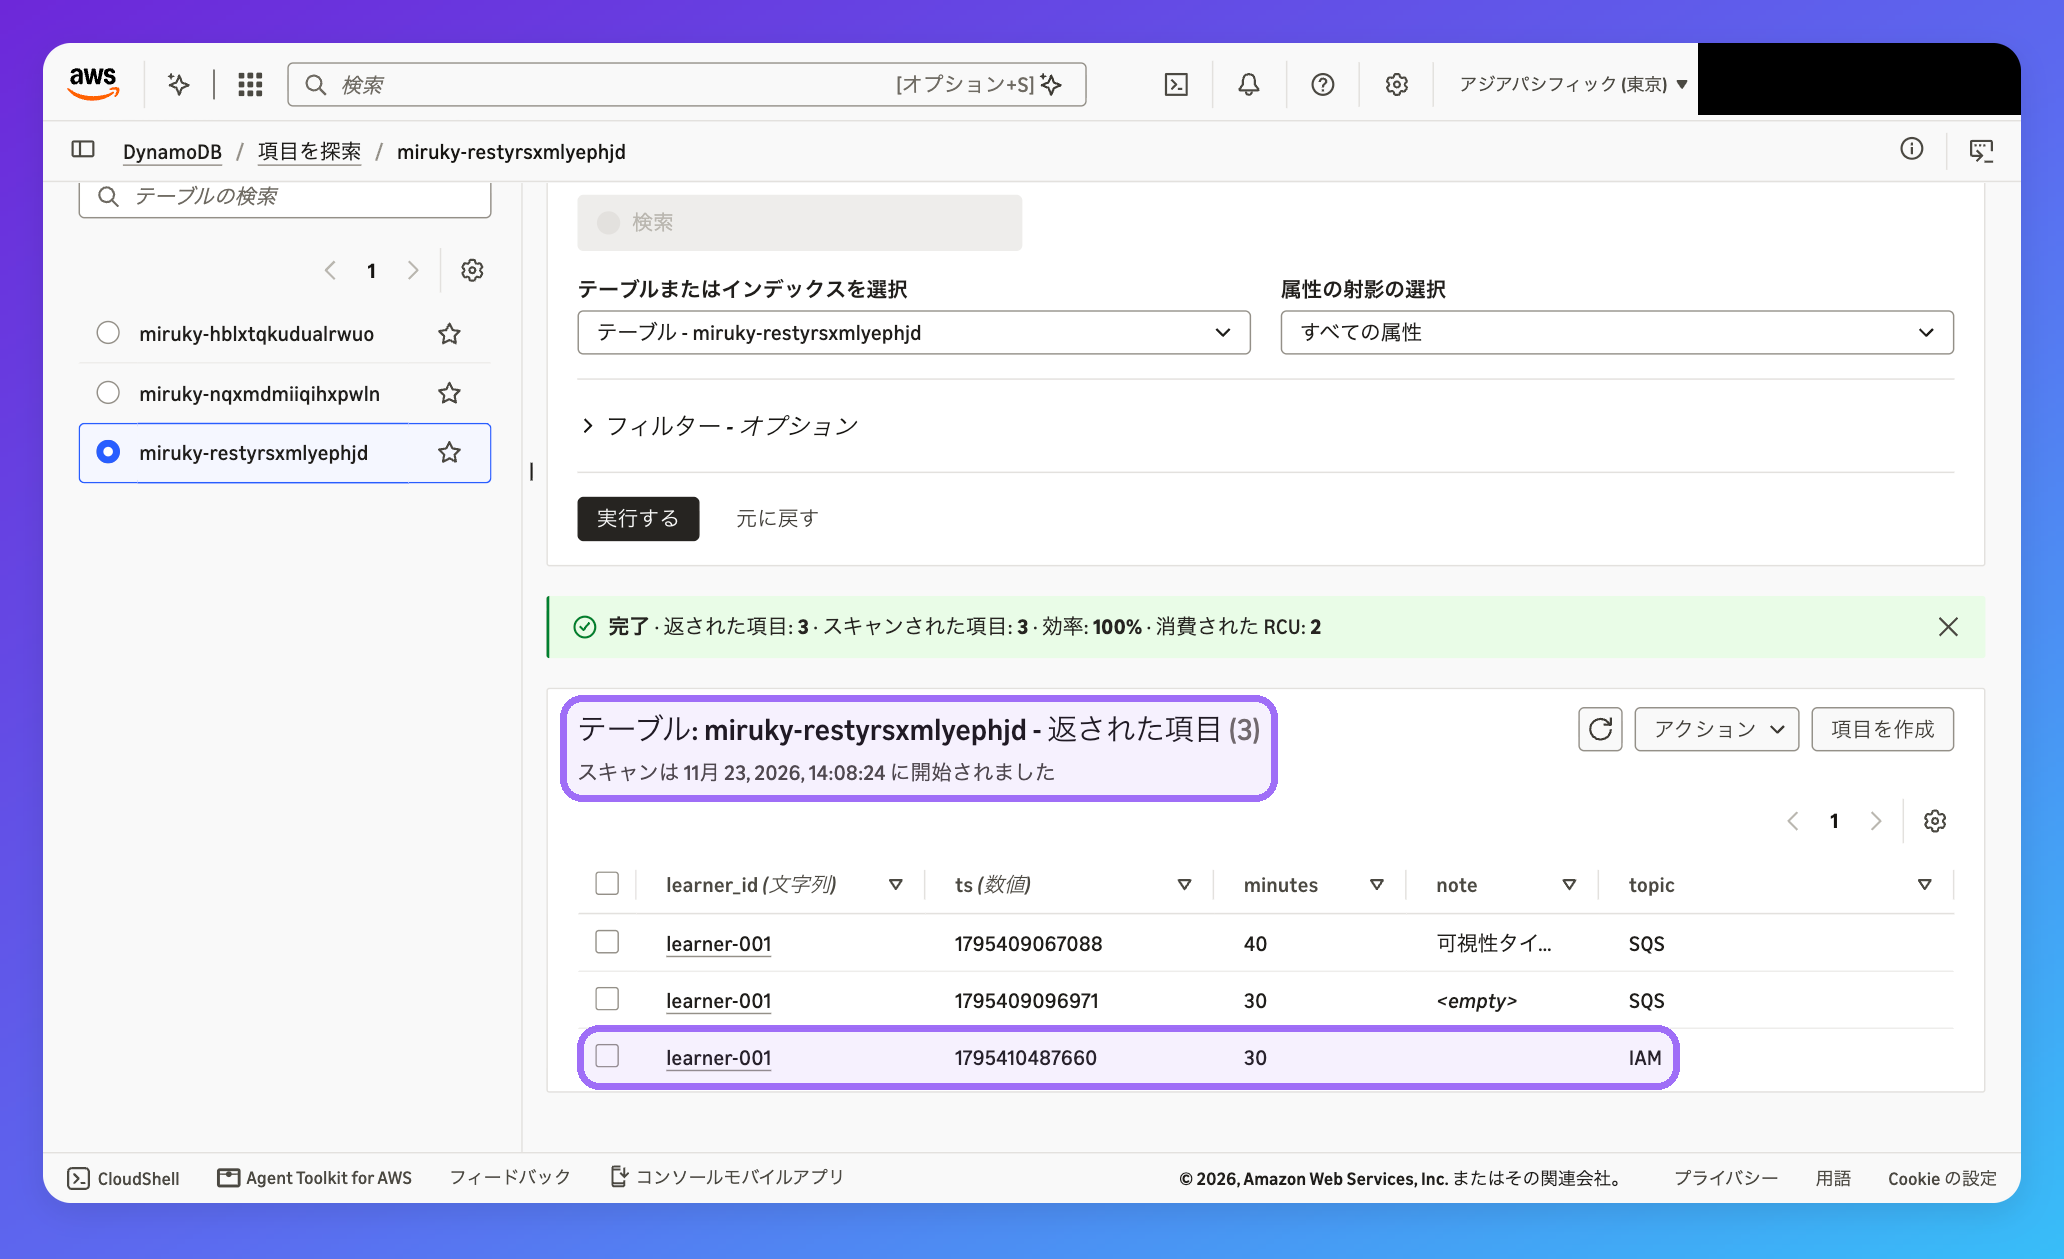 aws
検索
[オプション+S]
アジアパシフィック (東京) ▼
DynamoDB / 項目を探索 / miruky-restyrsxmlyephjd
テーブルの検索
1
miruky-hblxtqkudualrwuo
miruky-nqxmdmiiqihxpwln
miruky-restyrsxmlyephjd
検索
テーブルまたはインデックスを選択
テーブル - miruky-restyrsxmlyephjd
属性の射影の選択
すべての属性
フィルター - オプション
実行する
元に戻す
完了 · 返された項目: 3 · スキャンされた項目: 3 · 効率: 100% · 消費された RCU: 2
テーブル: miruky-restyrsxmlyephjd - 返された項目 (3)
スキャンは 11月 23, 2026, 14:08:24 に開始されました
アクション
項目を作成
1
learner_id (文字列) ts (数値) minutes note topic
learner-001 1795409067088 40 可視性タイ... SQS
learner-001 1795409096971 30 <empty> SQS
learner-001 1795410487660 30 IAM
CloudShell Agent Toolkit for AWS フィードバック コンソールモバイルアプリ © 2026, Amazon Web Services, Inc. またはその関連会社。 プライバシー 用語 Cookie の設定